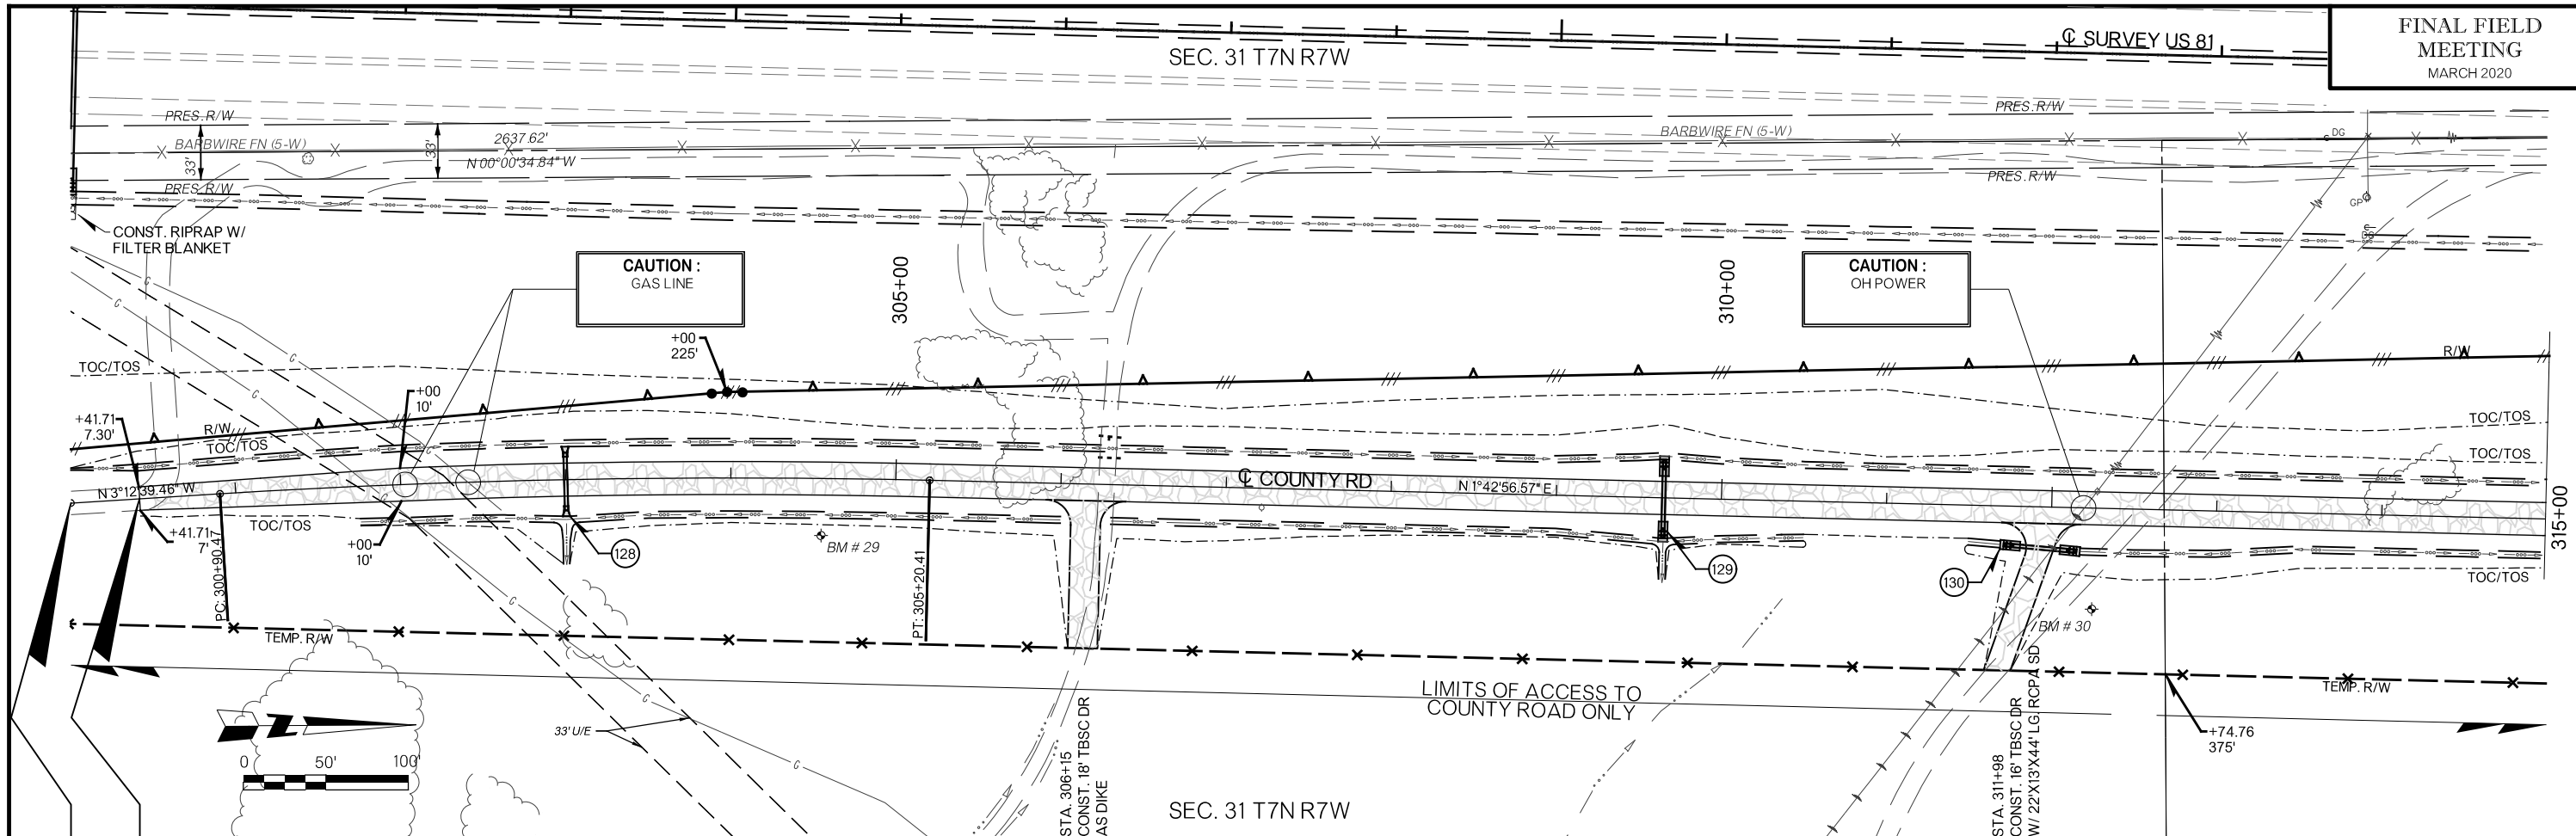 FINAL FIELD
MEETING
MARCH 2020
℄ SURVEY US 81
SEC. 31 T7N R7W
PRES. R/W
PRES. R/W
BARBWIRE FN (5-W)
33'
33'
2637.62'
N 00°00'34.84" W
BARBWIRE FN (5-W)
DG
PRES. R/W
PRES. R/W
GP
CONST. RIPRAP W/
FILTER BLANKET
CAUTION :
GAS LINE
305+00
310+00
CAUTION :
OH POWER
+00
225'
TOC/TOS
R/W
+00
10'
+41.71
7.30'
R/W
TOC/TOS
TOC/TOS
TOC/TOS
N 3°12'39.46" W
℄ COUNTY RD
N 1°42'56.57" E
315+00
+41.71
7'
TOC/TOS
+00
10'
128
BM # 29
129
130
TOC/TOS
PC: 300+90.47
PT: 305+20.41
BM # 30
TEMP. R/W
LIMITS OF ACCESS TO
COUNTY ROAD ONLY
TEMP. R/W
33' U/E
+74.76
375'
0 50' 100'
STA. 306+15
CONST. 18' TBSC DR
AS DIKE
SEC. 31 T7N R7W
STA. 311+98
CONST. 16' TBSC DR
W/ 22"X13"X44' LG. RCPA SD
G
G
G
G
G
G
G
G
G